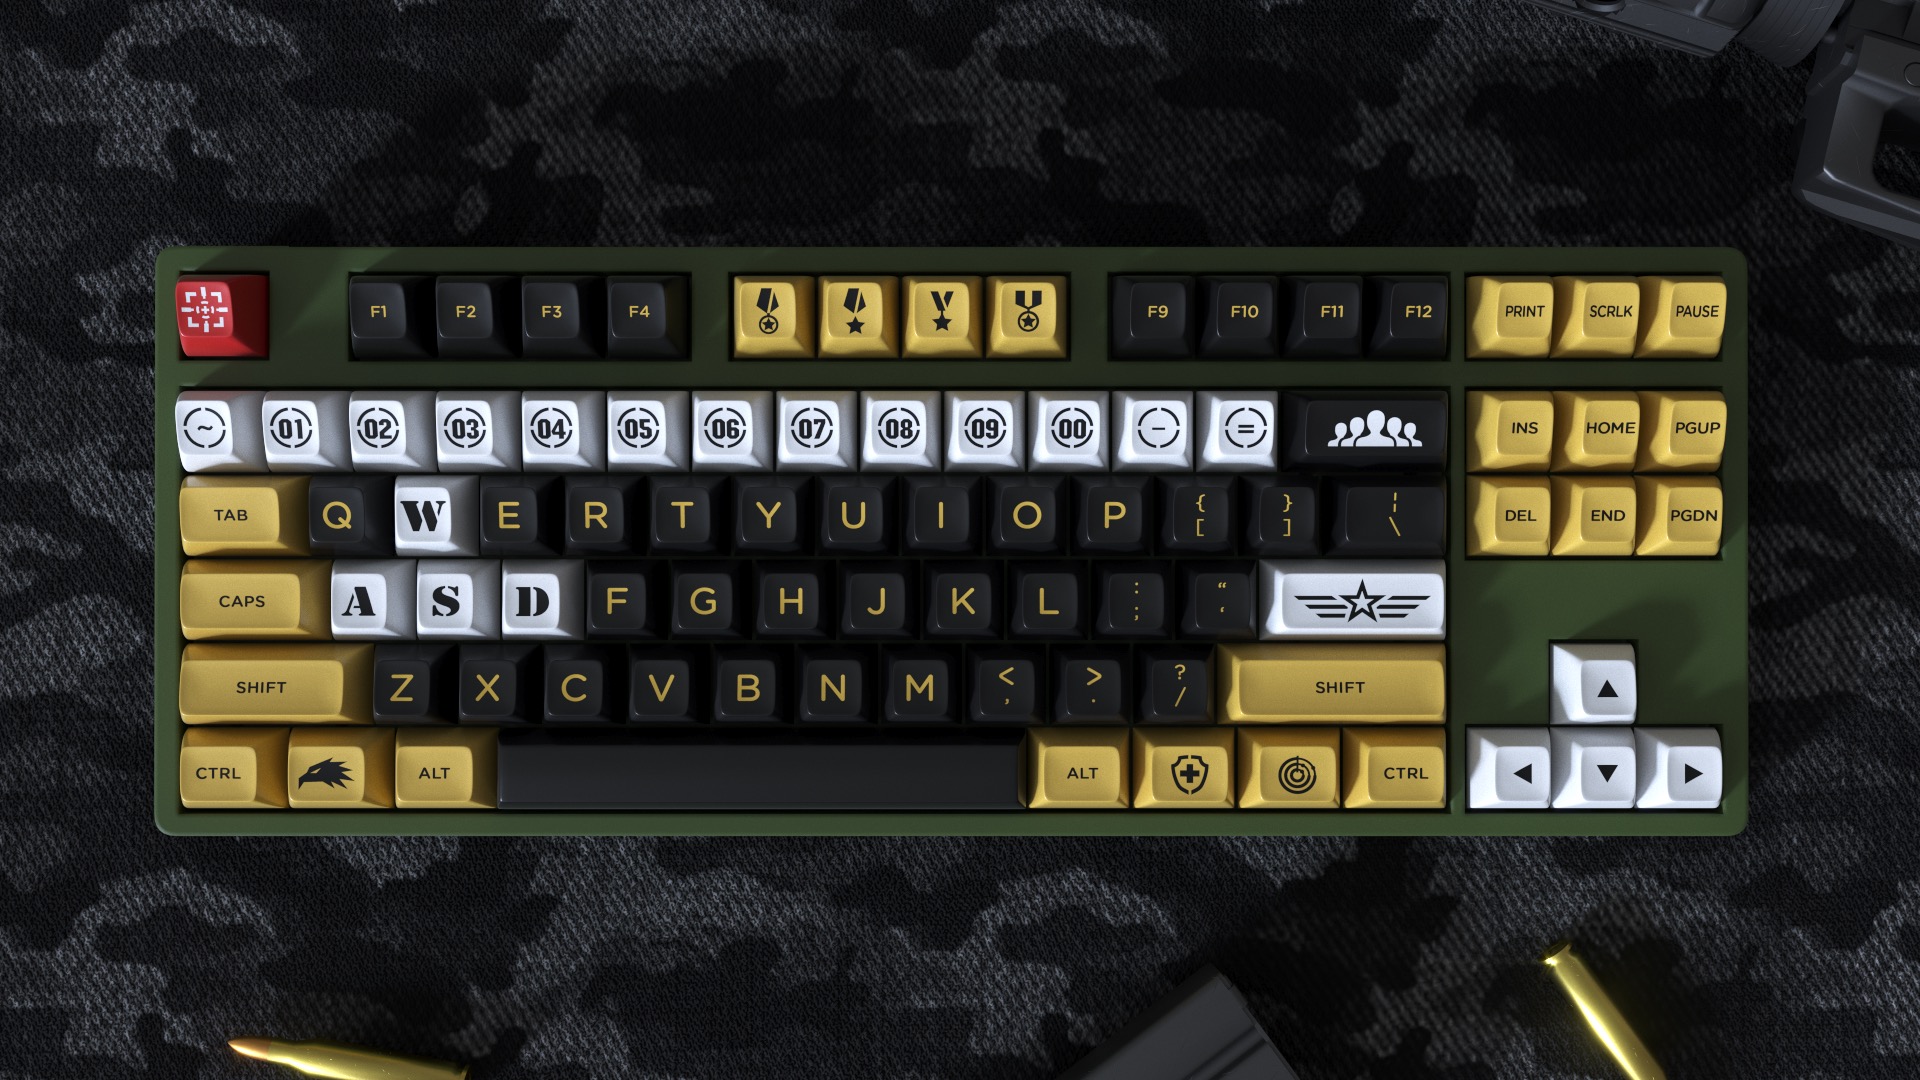 F1 F2 F3 F4 F9 F10 F11 F12 PRINT SCRLK PAUSE
~ 01 02 03 04 05 06 07 08 09 00 - = INS HOME PGUP
TAB Q W E R T Y U I O P { [ } ] ¦ \ DEL END PGDN
CAPS A S D F G H J K L : ; “ ‘
SHIFT Z X C V B N M < , > . ? / SHIFT
CTRL ALT ALT CTRL